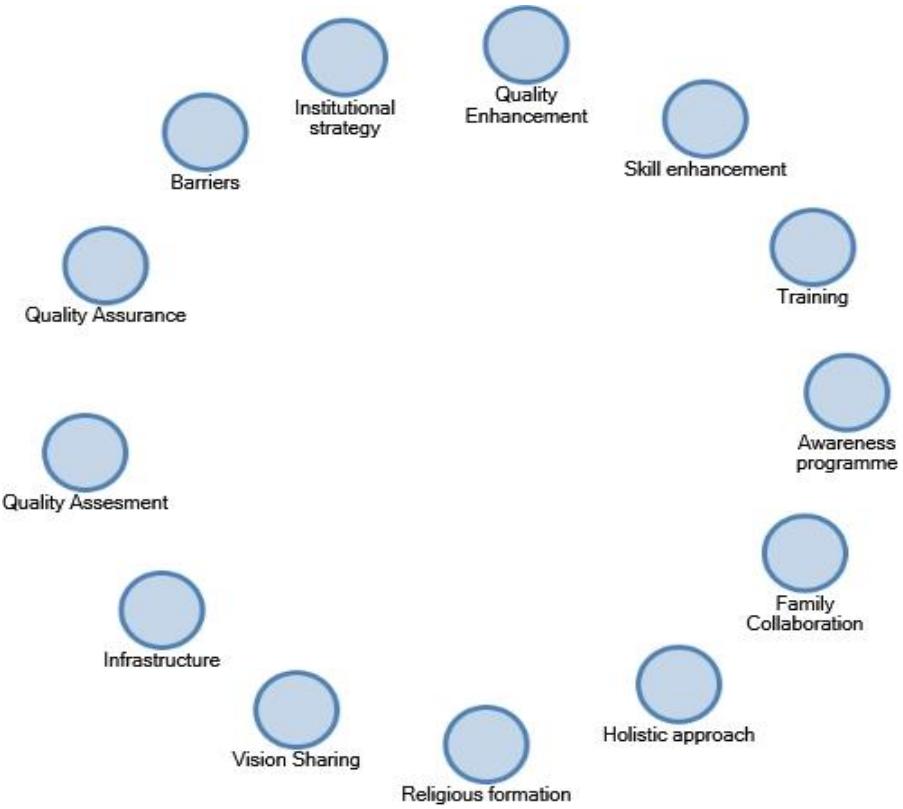 Institutional
strategy
Quality
Enhancement
Barriers
Skill enhancement
Quality Assurance
Training
Awareness
programme
Quality Assesment
Family
Collaboration
Infrastructure
Holistic approach
Vision Sharing
Religious formation